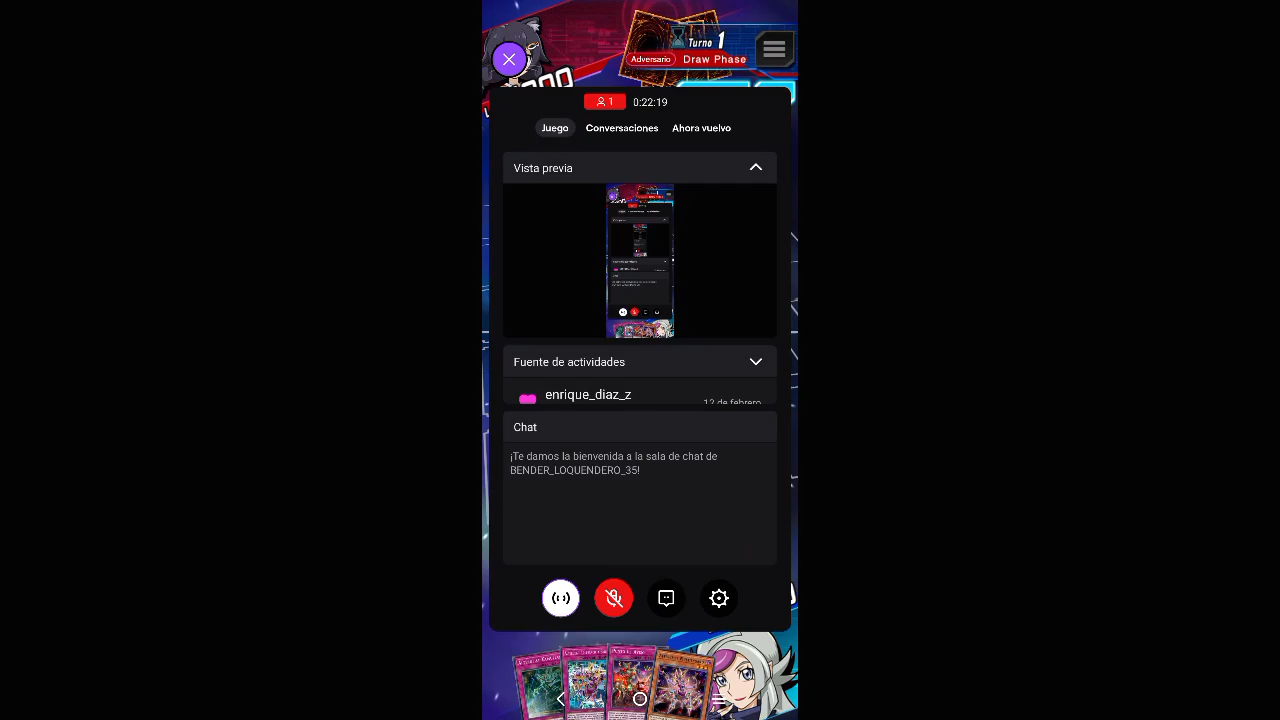 Turno 1
Adversario Draw Phase
1 0:22:19
Juego Conversaciones Ahora vuelvo
Vista previa
Fuente de actividades
enrique_diaz_z
12 de febrero
Chat
¡Te damos la bienvenida a la sala de chat de
BENDER_LOQUENDERO_35!